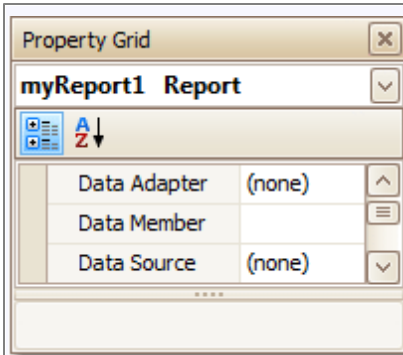 Property Grid
myReport1 Report
A
Z
Data Adapter (none)
Data Member
Data Source (none)